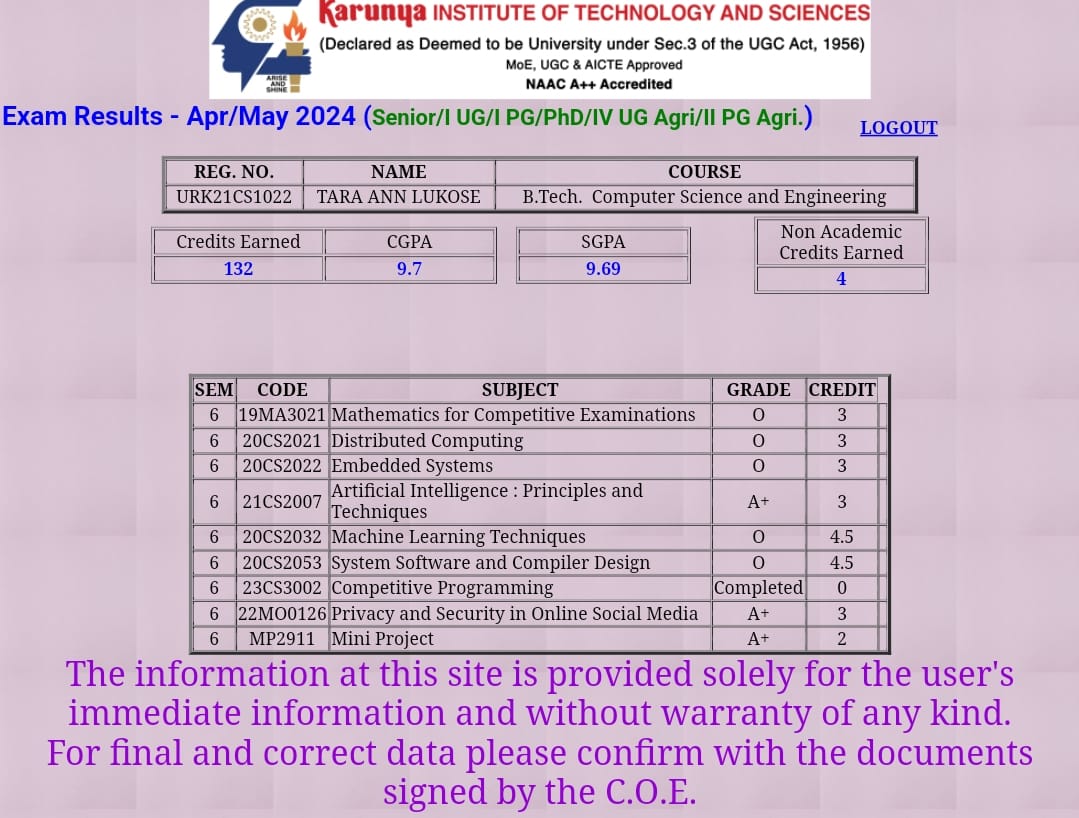 ARISE
AND
SHINE
Karunya INSTITUTE OF TECHNOLOGY AND SCIENCES
(Declared as Deemed to be University under Sec.3 of the UGC Act, 1956)
MoE, UGC & AICTE Approved
NAAC A++ Accredited
Exam Results - Apr/May 2024 (Senior/I UG/I PG/PhD/IV UG Agri/II PG Agri.)
LOGOUT
REG. NO. NAME COURSE
URK21CS1022 TARA ANN LUKOSE B.Tech. Computer Science and Engineering
Credits Earned CGPA SGPA Non Academic
Credits Earned
132 9.7 9.69 4
SEM CODE SUBJECT GRADE CREDIT
6 19MA3021 Mathematics for Competitive Examinations O 3
6 20CS2021 Distributed Computing O 3
6 20CS2022 Embedded Systems O 3
6 21CS2007 Artificial Intelligence : Principles and
Techniques A+ 3
6 20CS2032 Machine Learning Techniques O 4.5
6 20CS2053 System Software and Compiler Design O 4.5
6 23CS3002 Competitive Programming Completed 0
6 22MO0126 Privacy and Security in Online Social Media A+ 3
6 MP2911 Mini Project A+ 2
The information at this site is provided solely for the user's
immediate information and without warranty of any kind.
For final and correct data please confirm with the documents
signed by the C.O.E.